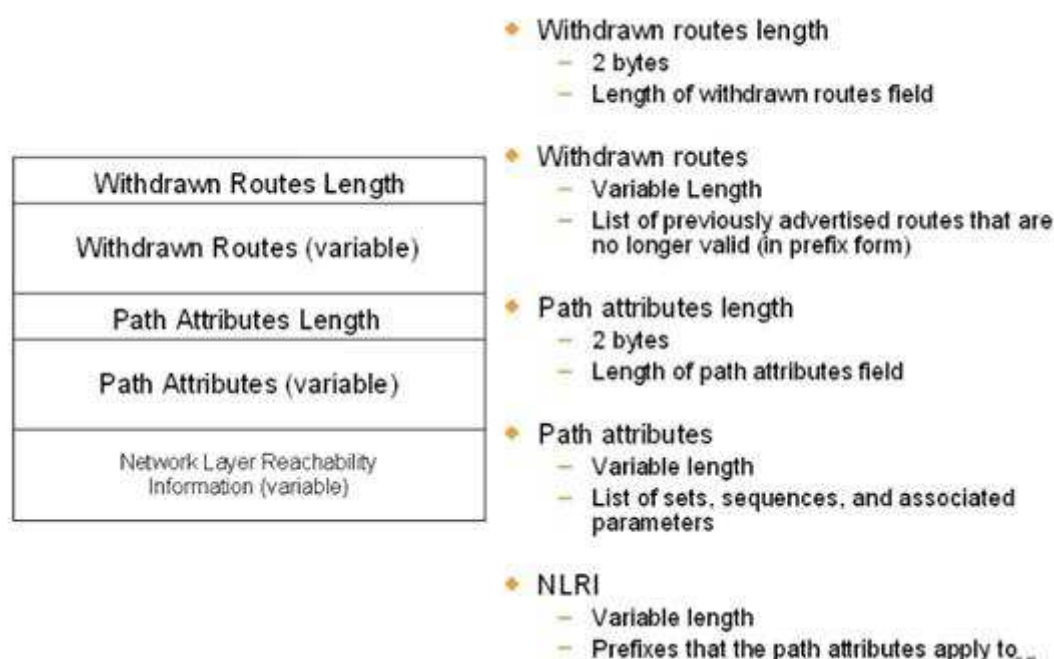 Withdrawn Routes Length
Withdrawn Routes (variable)
Path Attributes Length
Path Attributes (variable)
Network Layer Reachability
Information (variable)
Withdrawn routes length
– 2 bytes
– Length of withdrawn routes field
Withdrawn routes
– Variable Length
– List of previously advertised routes that are
no longer valid (in prefix form)
Path attributes length
– 2 bytes
– Length of path attributes field
Path attributes
– Variable length
– List of sets, sequences, and associated
parameters
NLRI
– Variable length
– Prefixes that the path attributes apply to